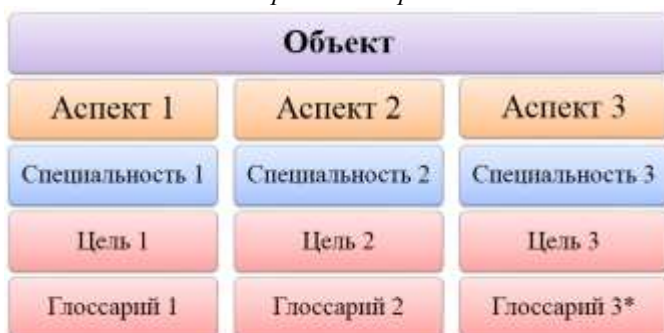 Объект
Аспект 1 Аспект 2 Аспект 3
Специальность 1 Специальность 2 Специальность 3
Цель 1 Цель 2 Цель 3
Глоссарий 1 Глоссарий 2 Глоссарий 3*